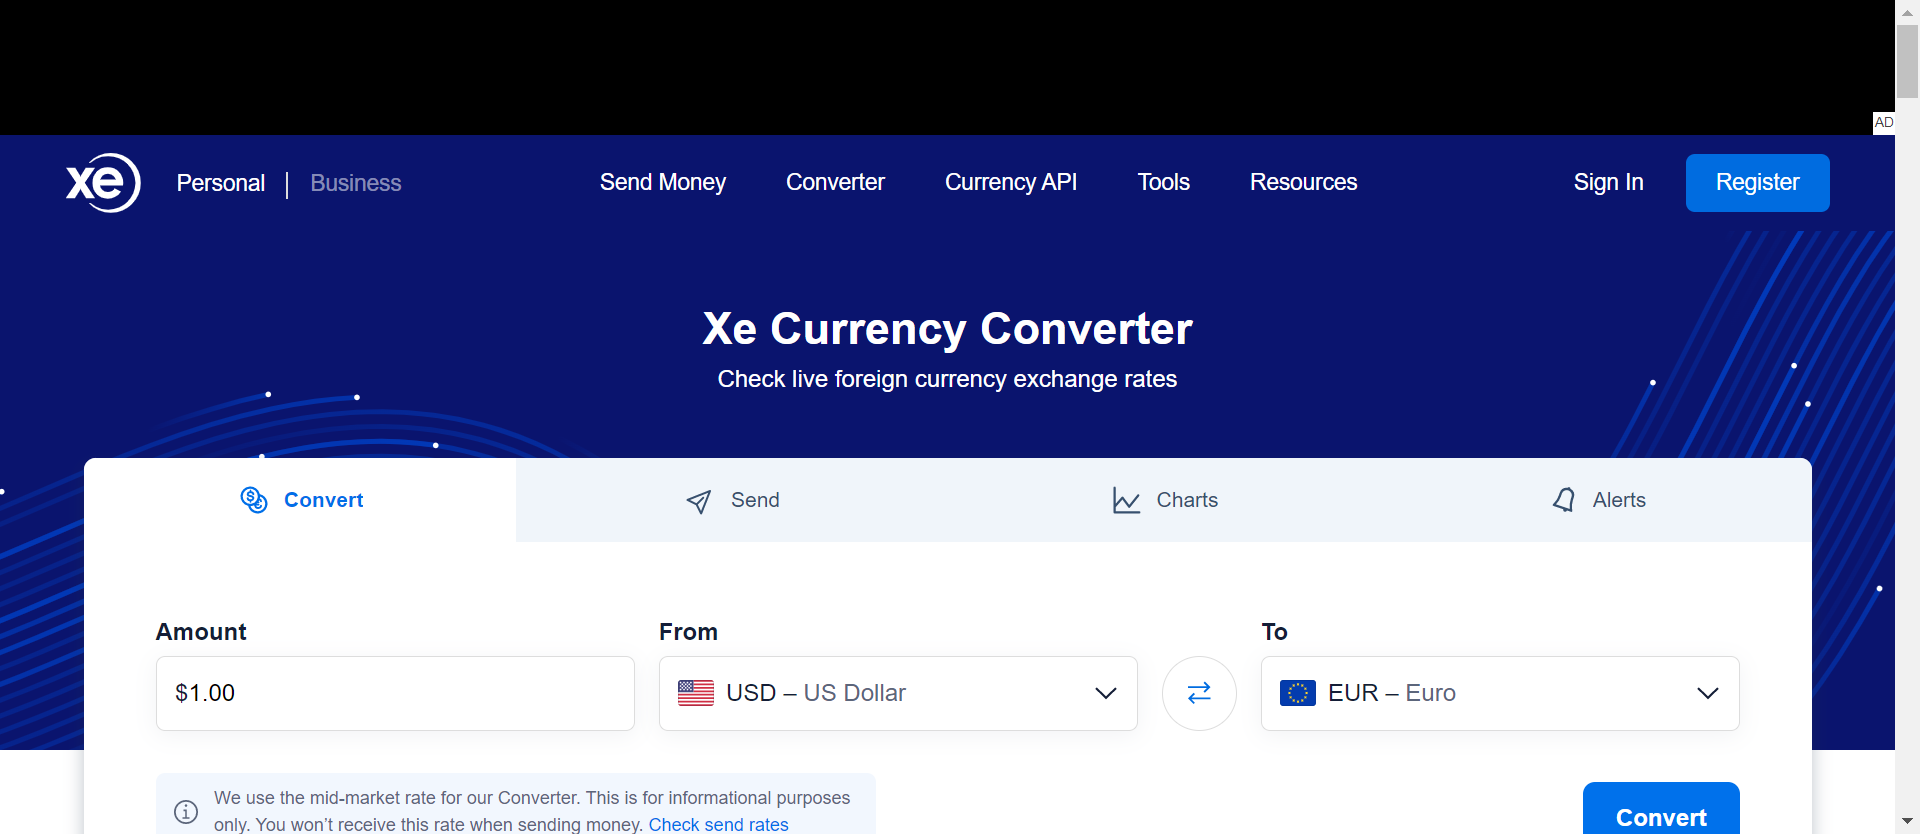 AD
xe Personal | Business Send Money Converter Currency API Tools Resources Sign In Register
Xe Currency Converter
Check live foreign currency exchange rates
Convert Send Charts Alerts
Amount From To
$1.00 USD – US Dollar EUR – Euro
We use the mid-market rate for our Converter. This is for informational purposes
only. You won’t receive this rate when sending money. Check send rates
Convert